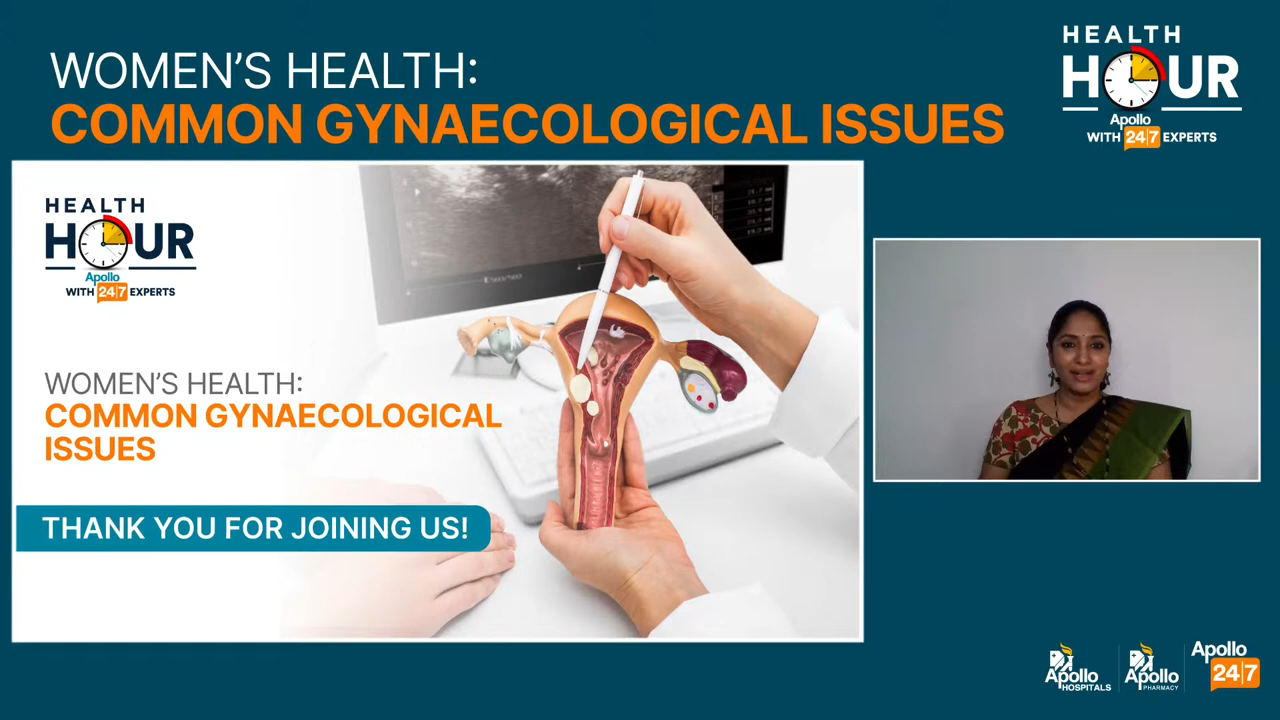 WOMEN'S HEALTH:
COMMON GYNAECOLOGICAL ISSUES
HEALTH
HOUR
Apollo
WITH 24|7 EXPERTS
HEALTH
HOUR
Apollo
WITH 24|7 EXPERTS
WOMEN'S HEALTH:
COMMON GYNAECOLOGICAL
ISSUES
THANK YOU FOR JOINING US!
Apollo
HOSPITALS
Apollo
PHARMACY
Apollo
24|7